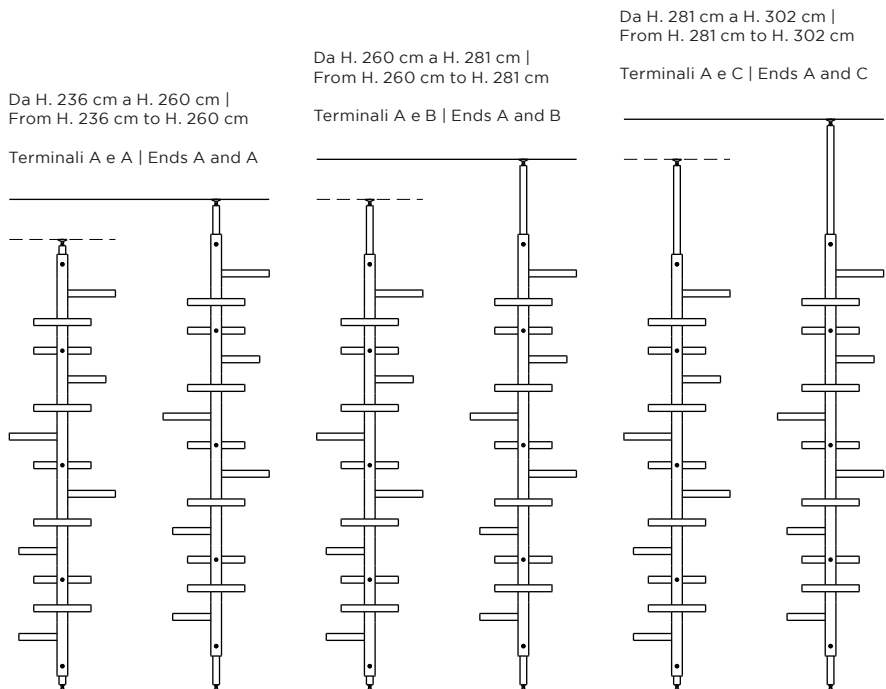 Da H. 236 cm a H. 260 cm |
From H. 236 cm to H. 260 cm
Terminali A e A | Ends A and A
Da H. 260 cm a H. 281 cm |
From H. 260 cm to H. 281 cm
Terminali A e B | Ends A and B
Da H. 281 cm a H. 302 cm |
From H. 281 cm to H. 302 cm
Terminali A e C | Ends A and C